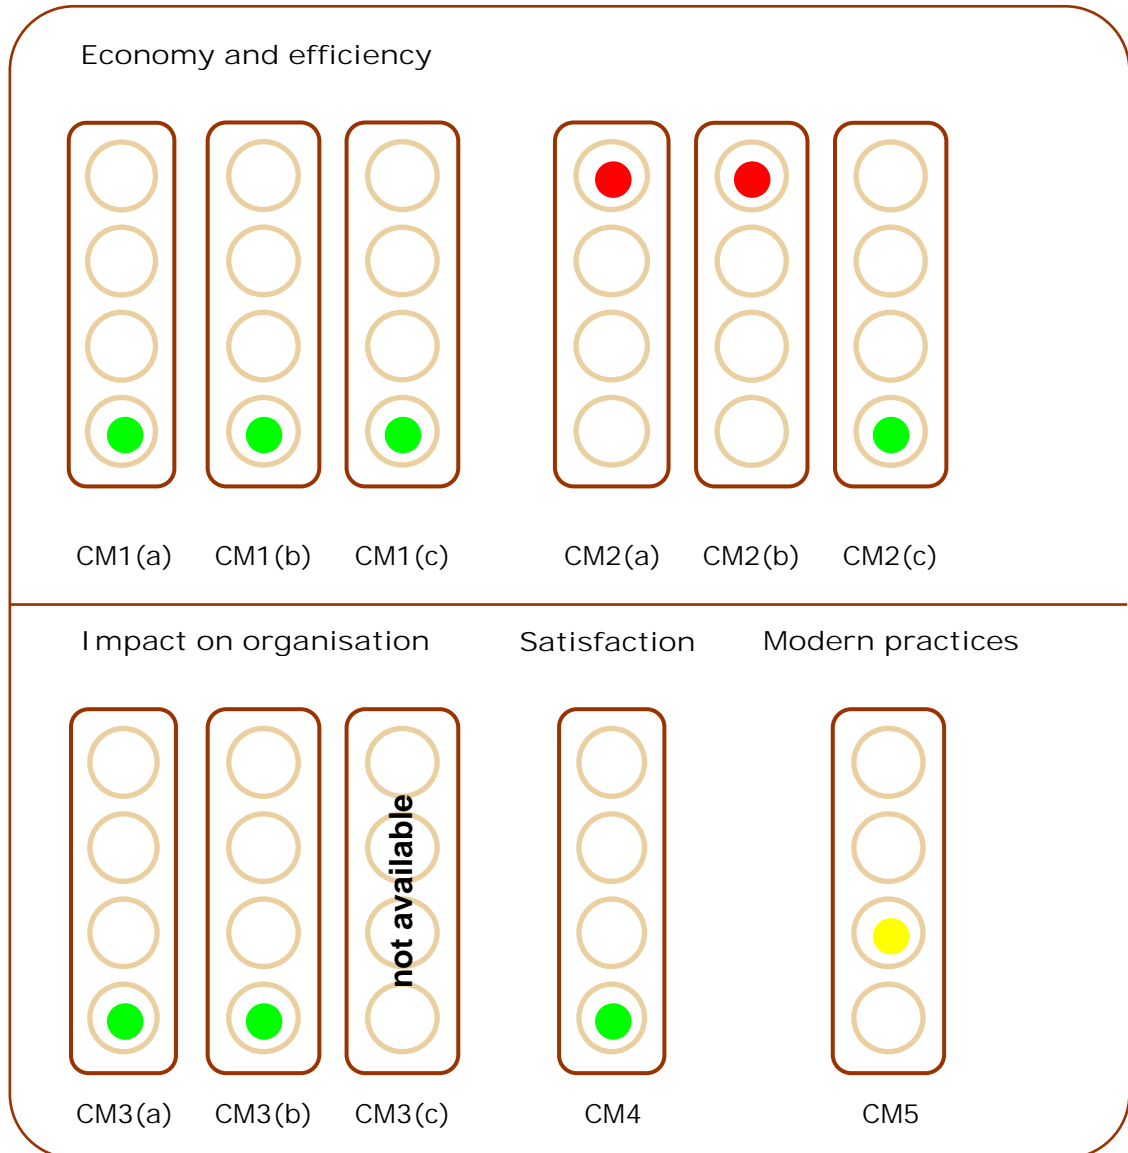 Economy and efficiency
CM1(a) CM1(b) CM1(c) CM2(a) CM2(b) CM2(c)
Impact on organisation Satisfaction Modern practices
not available
CM3(a) CM3(b) CM3(c) CM4 CM5